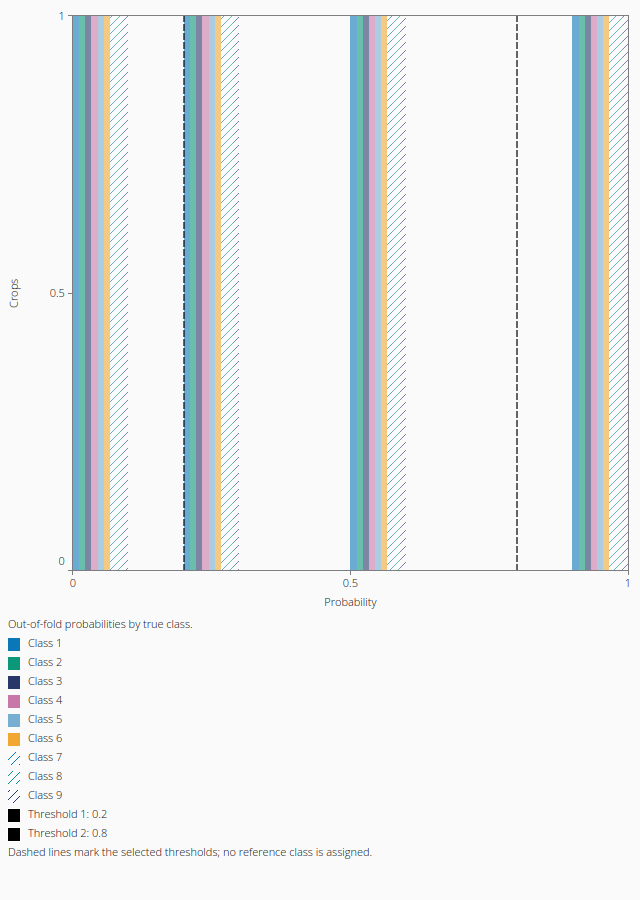 1
0.5
0
Crops
0
0.5
1
Probability
Out-of-fold probabilities by true class.
Class 1
Class 2
Class 3
Class 4
Class 5
Class 6
Class 7
Class 8
Class 9
Threshold 1: 0.2
Threshold 2: 0.8
Dashed lines mark the selected thresholds; no reference class is assigned.